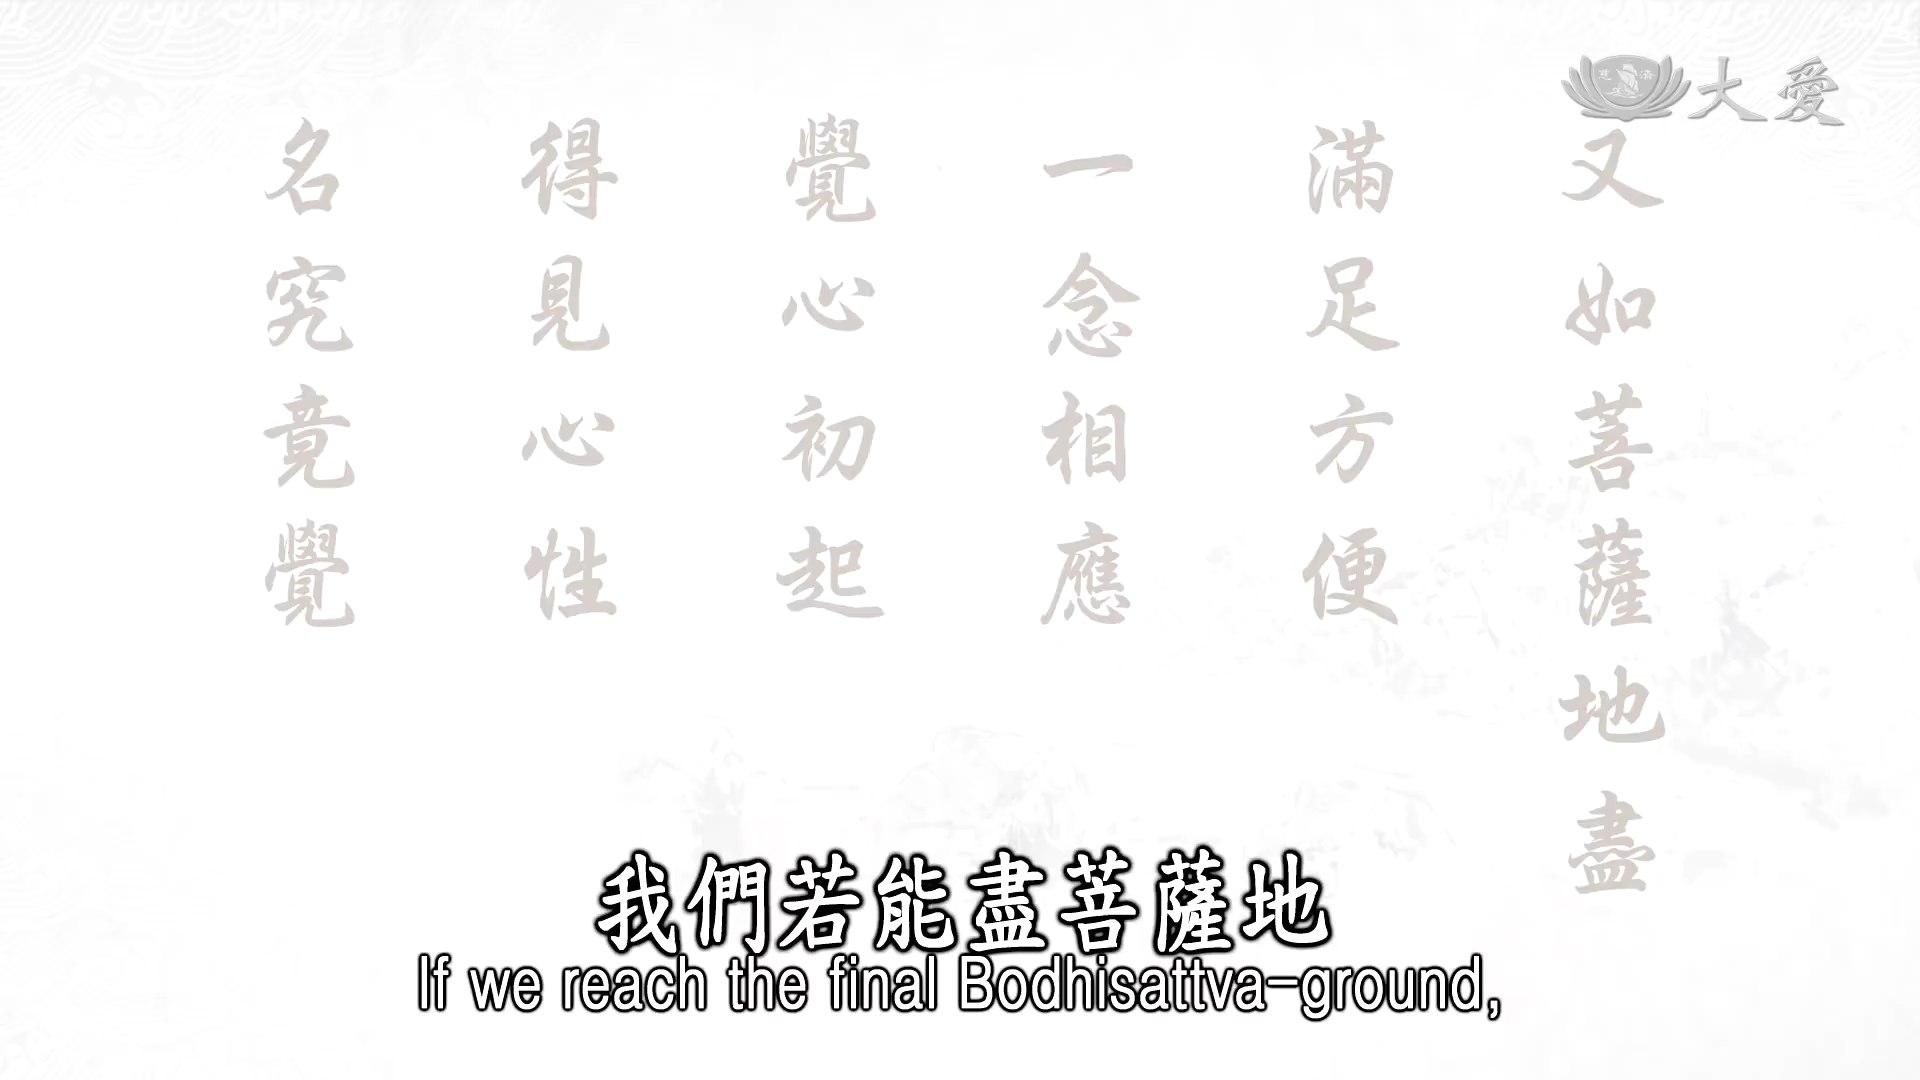 大愛
慈濟
又如菩薩地盡
滿足方便
一念相應
覺心初起
得見心性
名究竟覺
我們若能盡菩薩地
If we reach the final Bodhisattva-ground,